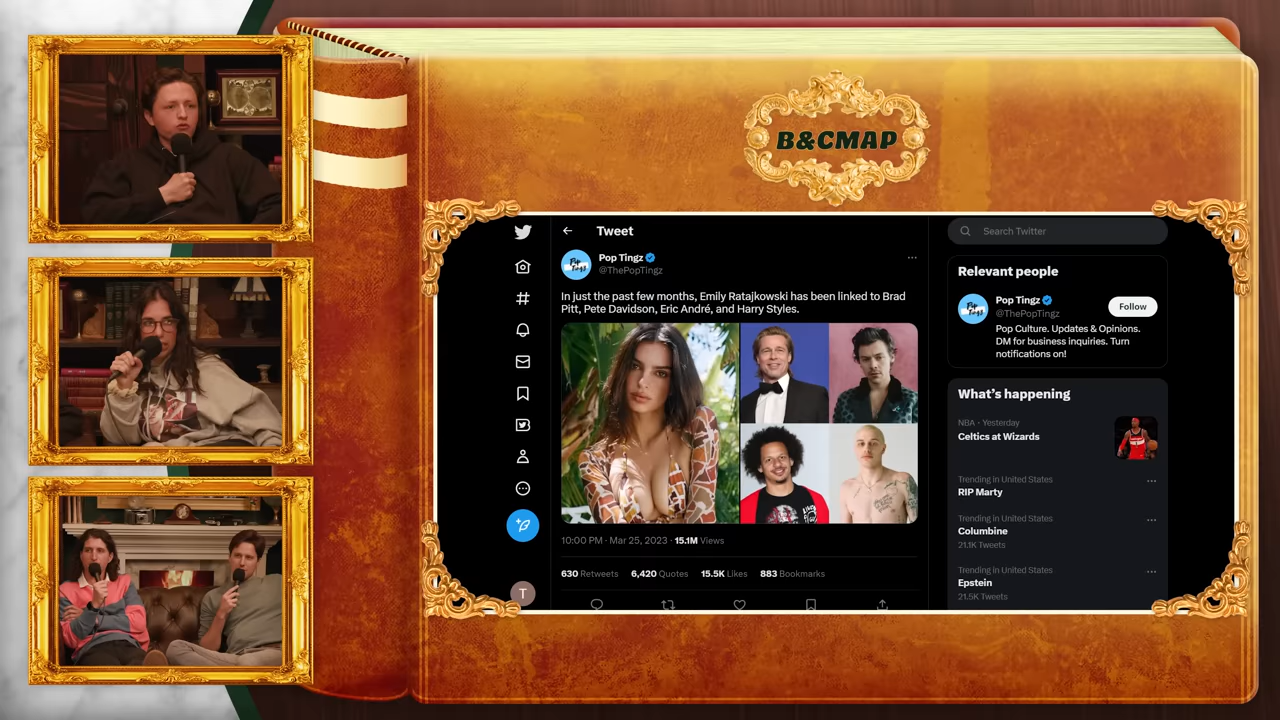 B&CMAP
Tweet
Pop Tingz
@ThePopTingz
In just the past few months, Emily Ratajkowski has been linked to Brad
Pitt, Pete Davidson, Eric André, and Harry Styles.
10:00 PM · Mar 25, 2023 · 15.1M Views
630 Retweets 6,420 Quotes 15.5K Likes 883 Bookmarks
T
Search Twitter
Relevant people
Pop Tingz
@ThePopTingz
Follow
Pop Culture. Updates & Opinions.
DM for business inquiries. Turn
notifications on!
What's happening
NBA · Yesterday
Celtics at Wizards
Trending in United States
RIP Marty
Trending in United States
Columbine
21.1K Tweets
Trending in United States
Epstein
21.5K Tweets